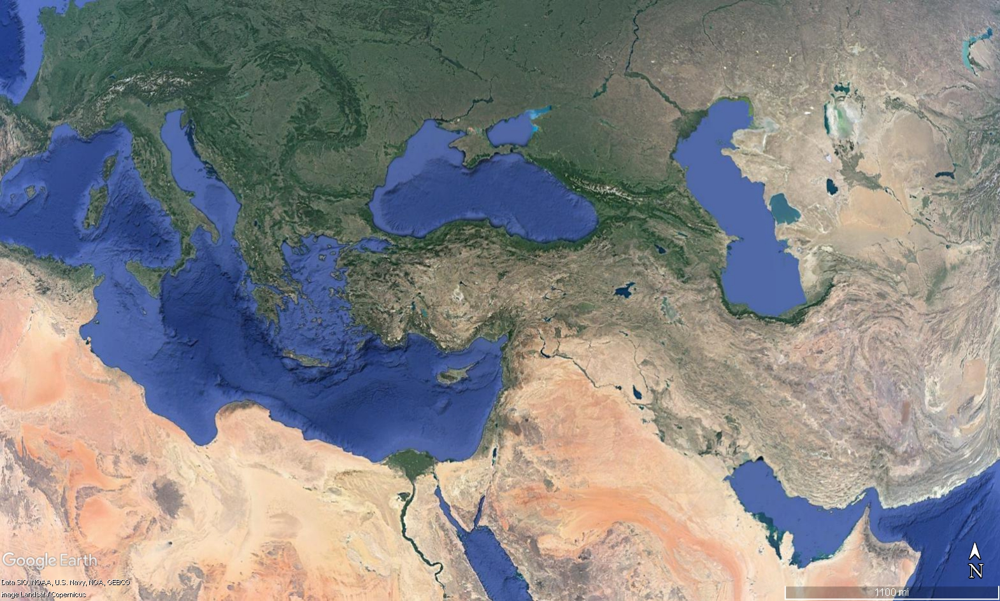 Google Earth
Data SIO, NOAA, U.S. Navy, NGA, GEBCO
Image Landsat / Copernicus
N
1100 mi